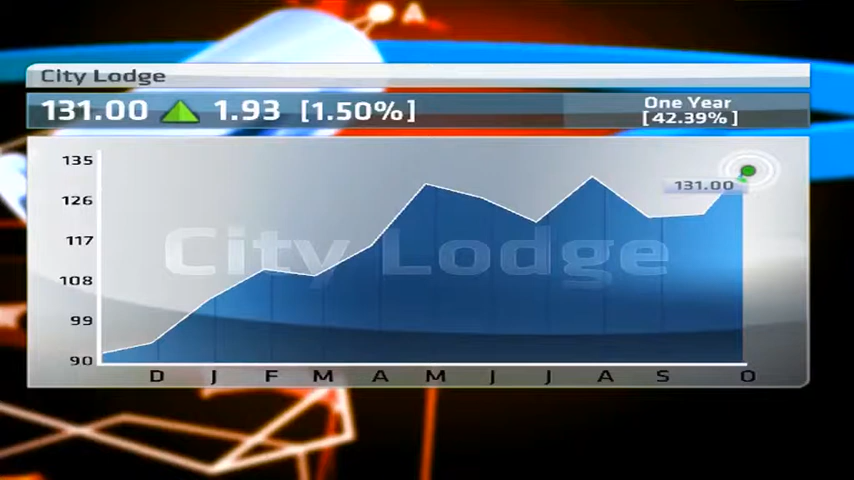 A
City Lodge
131.00 1.93 [1.50%]
One Year
[42.39%]
135
126
117
108
99
90
131.00
City Lodge
D J F M A M J J A S O